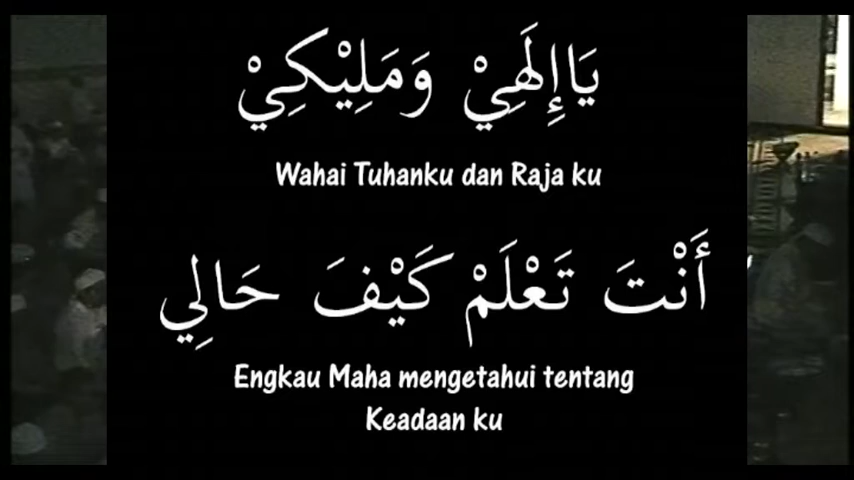 يَاإِلَهِيْ وَمَلِيْكِيْ
Wahai Tuhanku dan Raja ku
أَنْتَ تَعْلَمْ كَيْفَ حَالِي
Engkau Maha mengetahui tentang
Keadaan ku